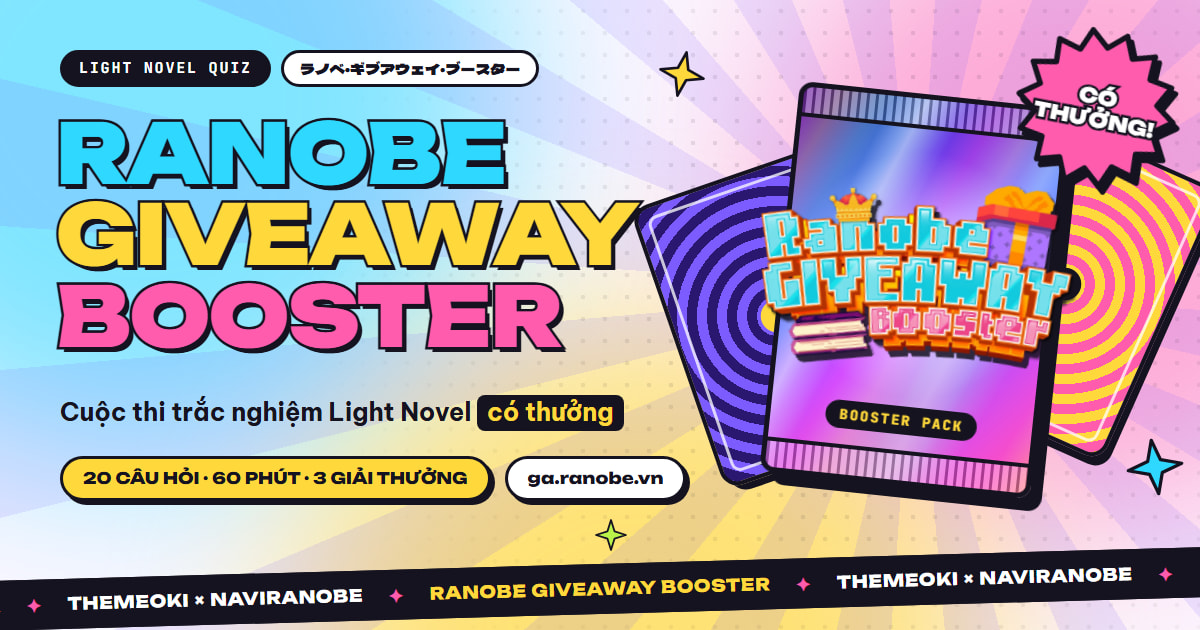 LIGHT NOVEL QUIZ
ラノベ・ギブアウェイ・ブースター
RANOBE
GIVEAWAY
BOOSTER
Cuộc thi trắc nghiệm Light Novel có thưởng
20 CÂU HỎI · 60 PHÚT · 3 GIẢI THƯỞNG
ga.ranobe.vn
CÓ
THƯỞNG!
Ranobe
GIVEAWAY
Booster
BOOSTER PACK
THEMEOKI × NAVIRANOBE ✦ RANOBE GIVEAWAY BOOSTER ✦ THEMEOKI × NAVIRANOBE